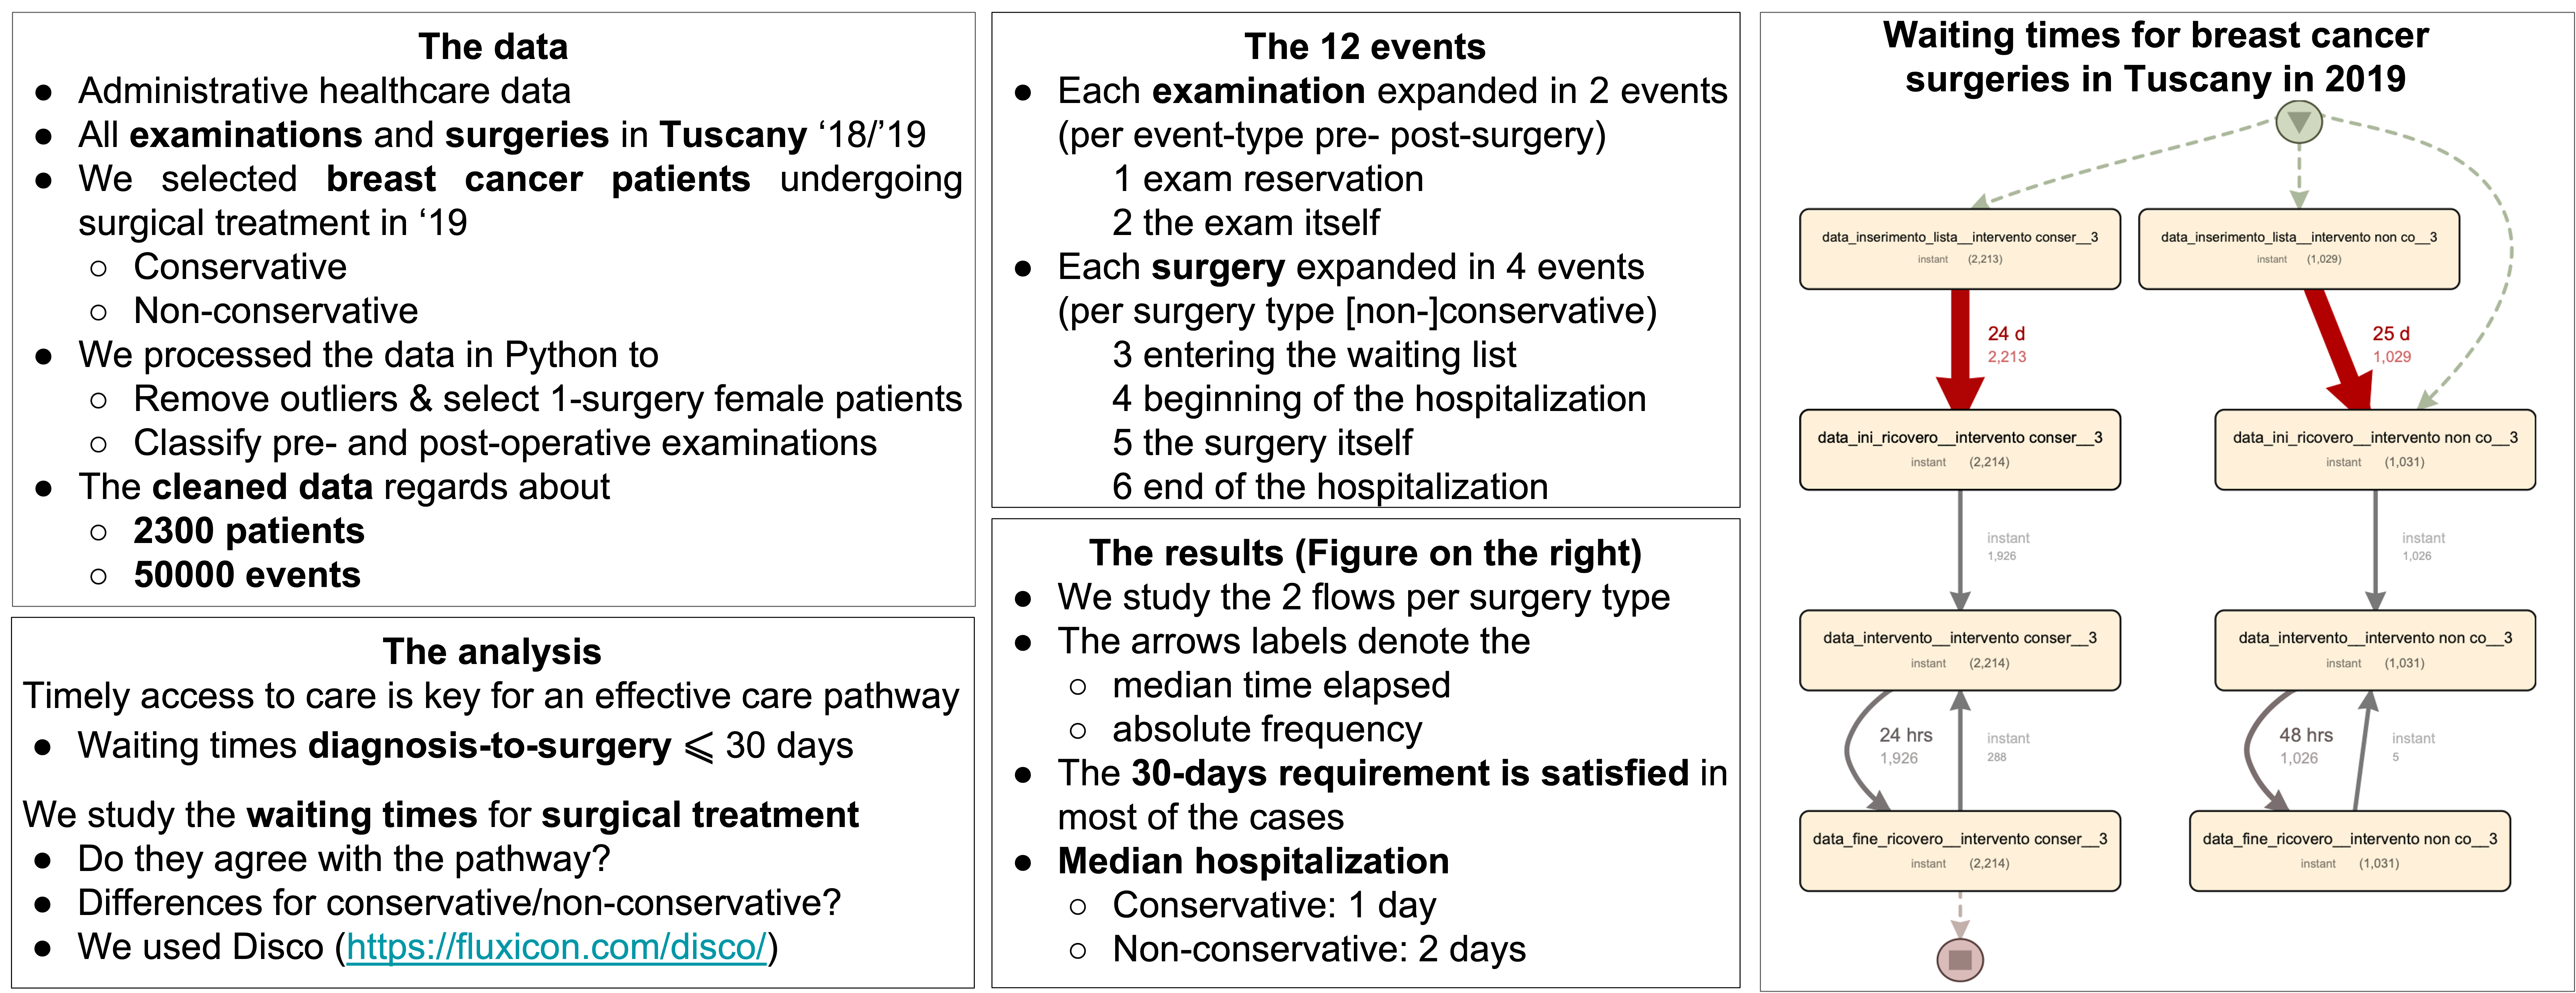 The data
● Administrative healthcare data
● All examinations and surgeries in Tuscany ‘18/’19
● We selected breast cancer patients undergoing
surgical treatment in ‘19
○ Conservative
○ Non-conservative
● We processed the data in Python to
○ Remove outliers & select 1-surgery female patients
○ Classify pre- and post-operative examinations
● The cleaned data regards about
○ 2300 patients
○ 50000 events
The analysis
Timely access to care is key for an effective care pathway
● Waiting times diagnosis-to-surgery ⩽ 30 days
We study the waiting times for surgical treatment
● Do they agree with the pathway?
● Differences for conservative/non-conservative?
● We used Disco (https://fluxicon.com/disco/)
The 12 events
● Each examination expanded in 2 events
(per event-type pre- post-surgery)
1 exam reservation
2 the exam itself
● Each surgery expanded in 4 events
(per surgery type [non-]conservative)
3 entering the waiting list
4 beginning of the hospitalization
5 the surgery itself
6 end of the hospitalization
The results (Figure on the right)
● We study the 2 flows per surgery type
● The arrows labels denote the
○ median time elapsed
○ absolute frequency
● The 30-days requirement is satisfied in
most of the cases
● Median hospitalization
○ Conservative: 1 day
○ Non-conservative: 2 days
Waiting times for breast cancer
surgeries in Tuscany in 2019
data_inserimento_lista__intervento conser__3
instant (2,213)
data_inserimento_lista__intervento non co__3
instant (1,029)
24 d
2,213
25 d
1,029
data_ini_ricovero__intervento conser__3
instant (2,214)
data_ini_ricovero__intervento non co__3
instant (1,031)
instant
1,926
instant
1,026
data_intervento__intervento conser__3
instant (2,214)
data_intervento__intervento non co__3
instant (1,031)
24 hrs
1,926
instant
288
48 hrs
1,026
instant
5
data_fine_ricovero__intervento conser__3
instant (2,214)
data_fine_ricovero__intervento non co__3
instant (1,031)